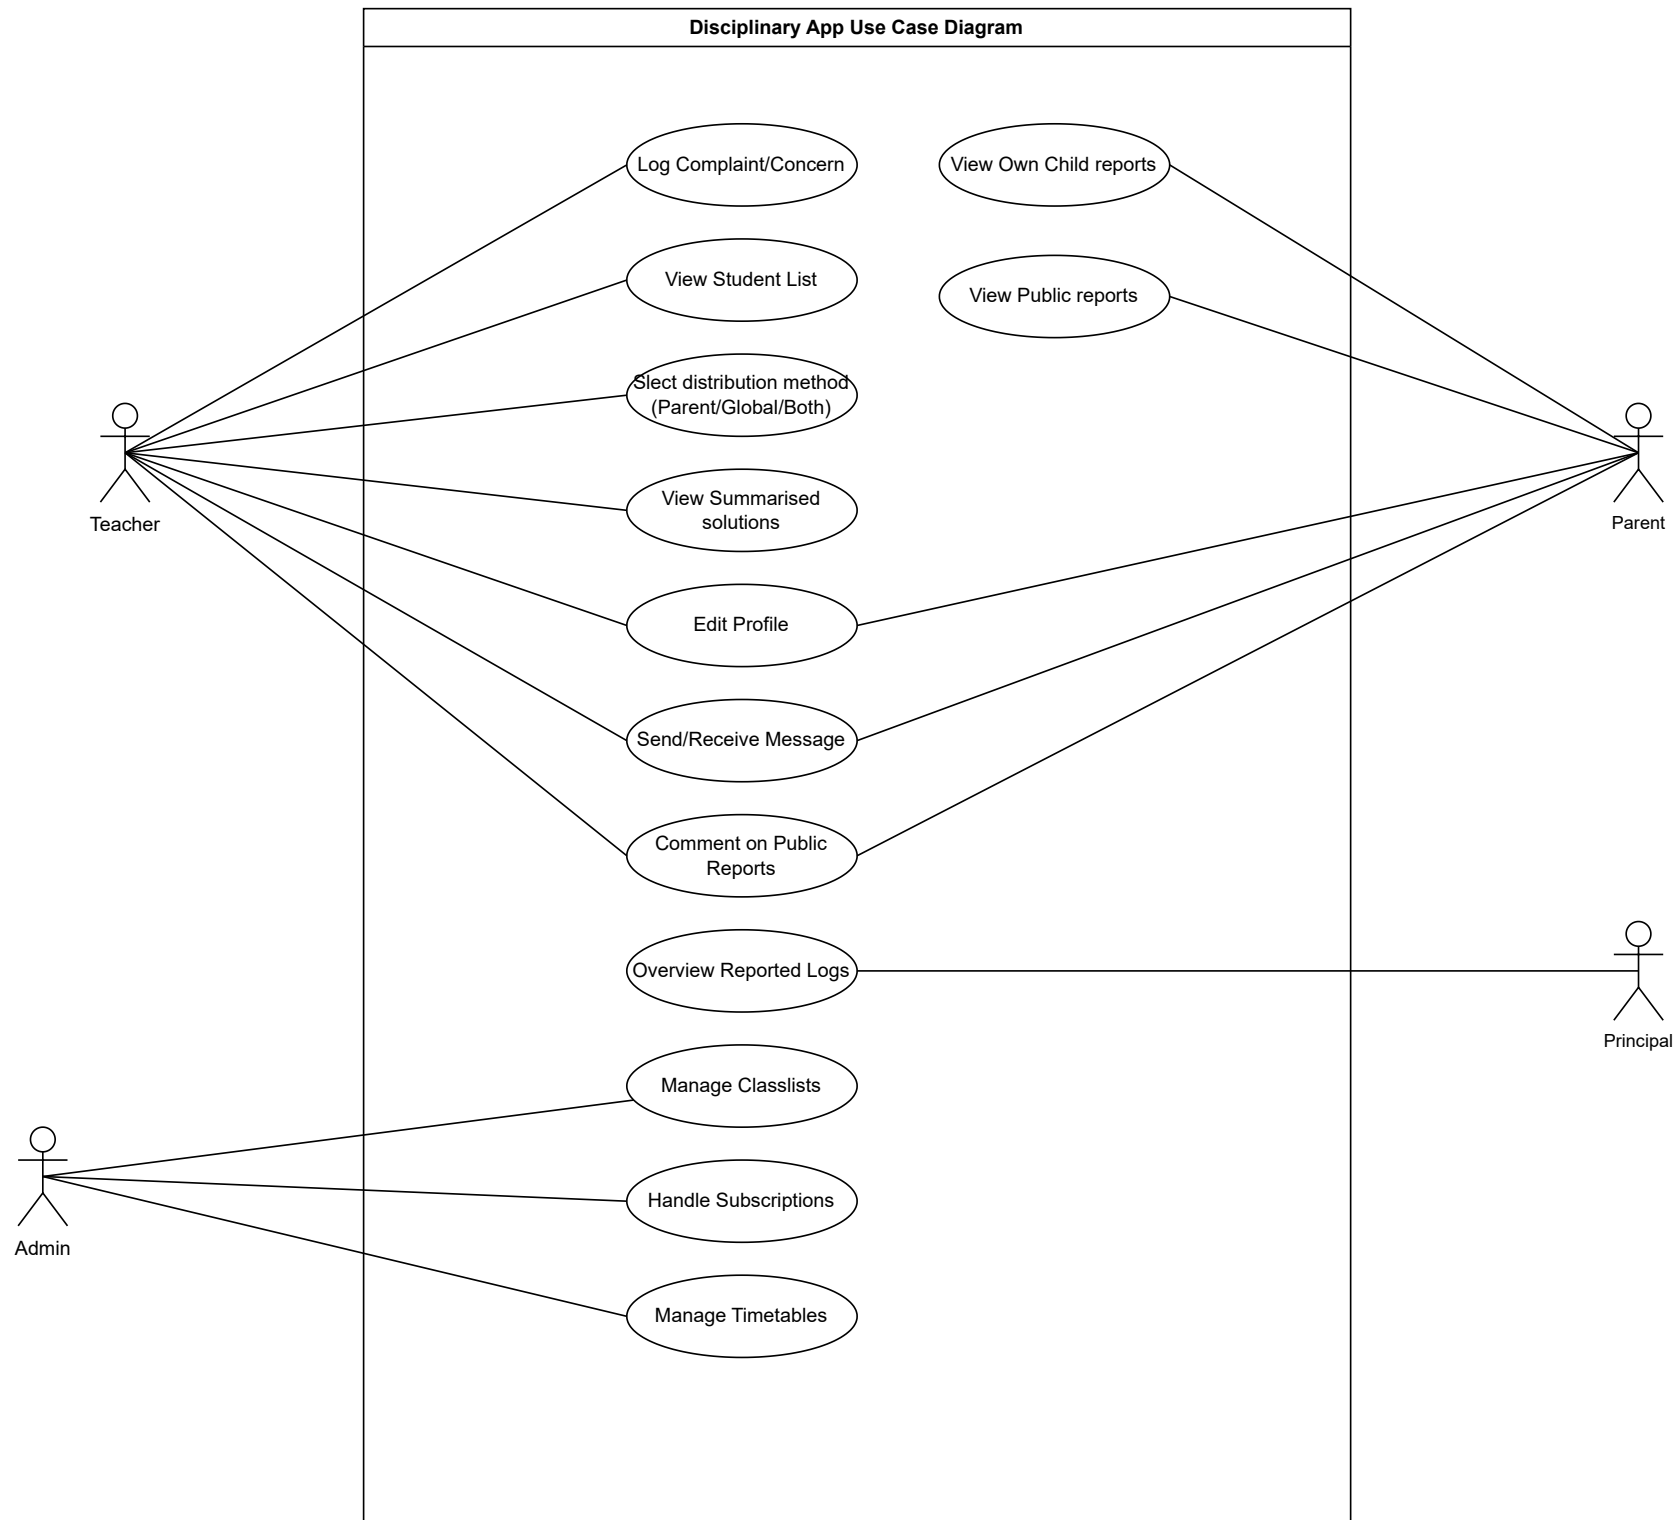 Disciplinary App Use Case Diagram
Log Complaint/Concern
View Own Child reports
View Student List
View Public reports
Slect distribution method
(Parent/Global/Both)
View Summarised
solutions
Teacher
Parent
Edit Profile
Send/Receive Message
Comment on Public
Reports
Overview Reported Logs
Principal
Manage Classlists
Handle Subscriptions
Admin
Manage Timetables